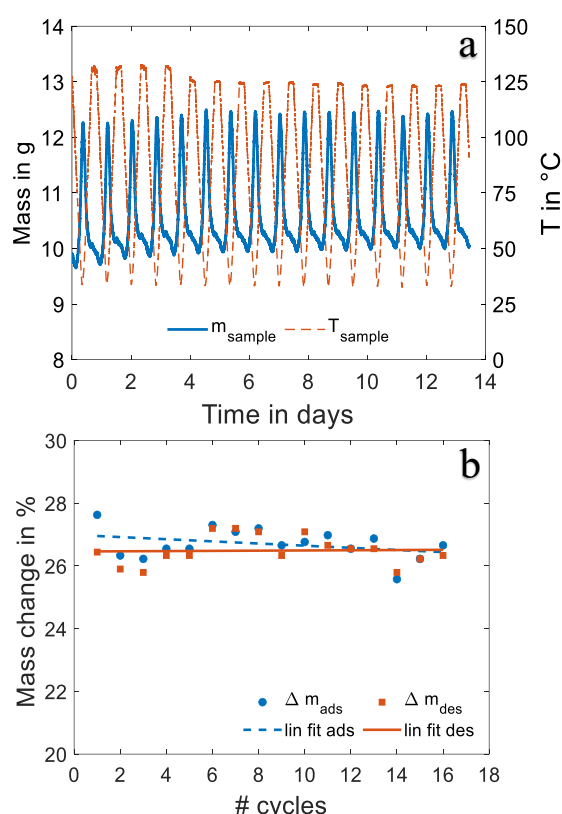 a
14
13
12
11
10
9
8
Mass in g
150
125
100
75
50
25
0
T in °C
m_sample T_sample
0 2 4 6 8 10 12 14
Time in days
b
30
28
26
24
22
20
Mass change in %
Δ m_ads Δ m_des
lin fit ads lin fit des
0 2 4 6 8 10 12 14 16 18
# cycles